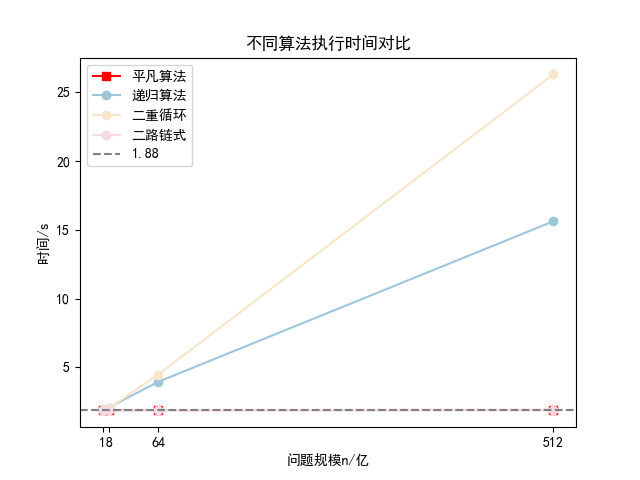 不同算法执行时间对比
平凡算法
递归算法
二重循环
二路链式
1.88
25
20
15
10
5
时间/s
1 8 64 512
问题规模n/亿